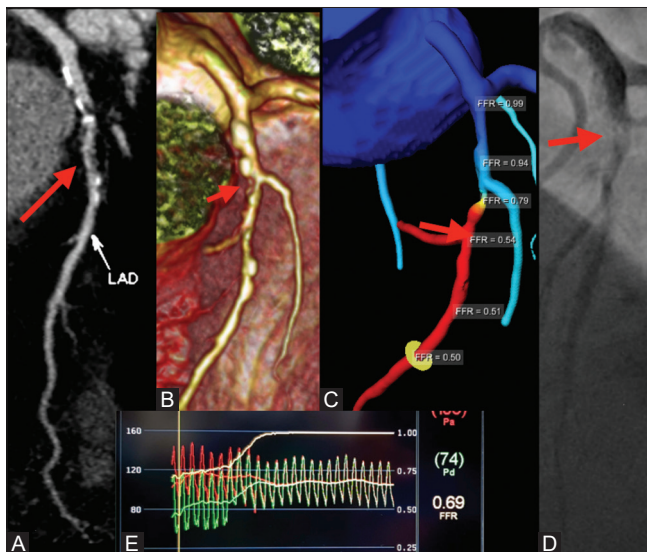 LAD
A
B
FFR = 0.99
FFR = 0.94
FFR = 0.79
FFR = 0.54
FFR = 0.51
FFR = 0.50
C
D
160
120
80
1.00
0.75
0.50
0.25
Pa
(74)
Pd
0.69
FFR
E